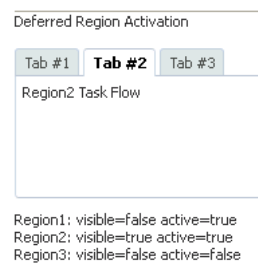 Deferred Region Activation
Tab #1 Tab #2 Tab #3
Region2 Task Flow
Region1: visible=false active=true
Region2: visible=true active=true
Region3: visible=false active=false